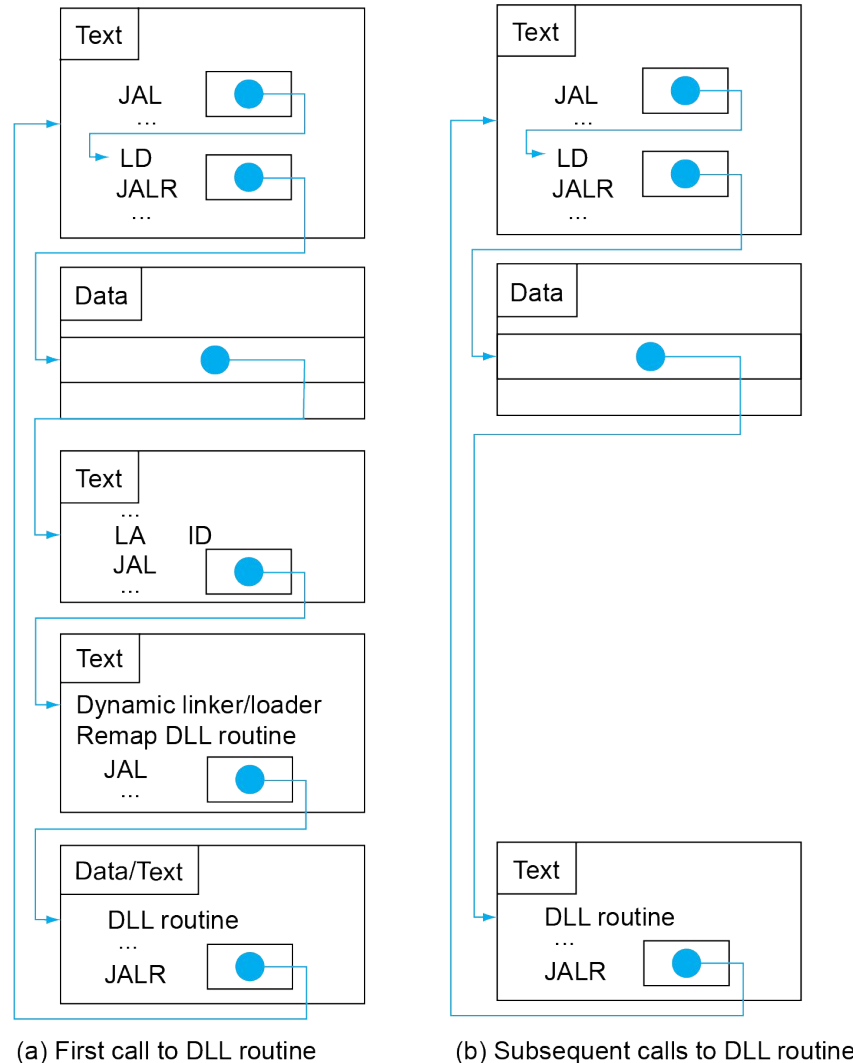 Text
JAL
...
LD
JALR
...
Data
Text
...
LA ID
JAL
...
Text
Dynamic linker/loader
Remap DLL routine
JAL
...
Data/Text
DLL routine
...
JALR
(a) First call to DLL routine
Text
JAL
...
LD
JALR
...
Data
Text
DLL routine
...
JALR
(b) Subsequent calls to DLL routine